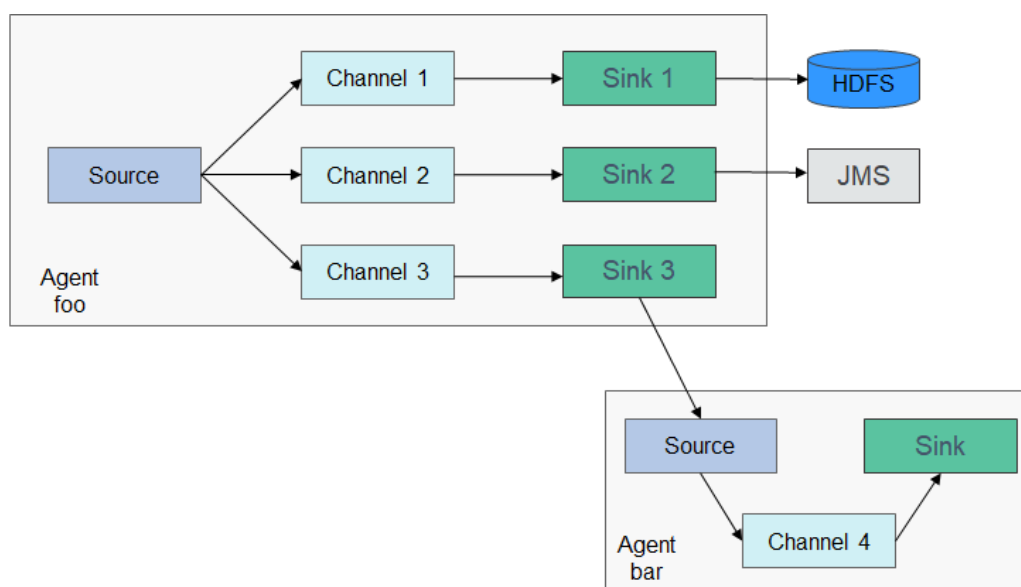 Channel 1
Sink 1
HDFS
Source
Channel 2
Sink 2
JMS
Channel 3
Sink 3
Agent
foo
Source
Sink
Channel 4
Agent
bar